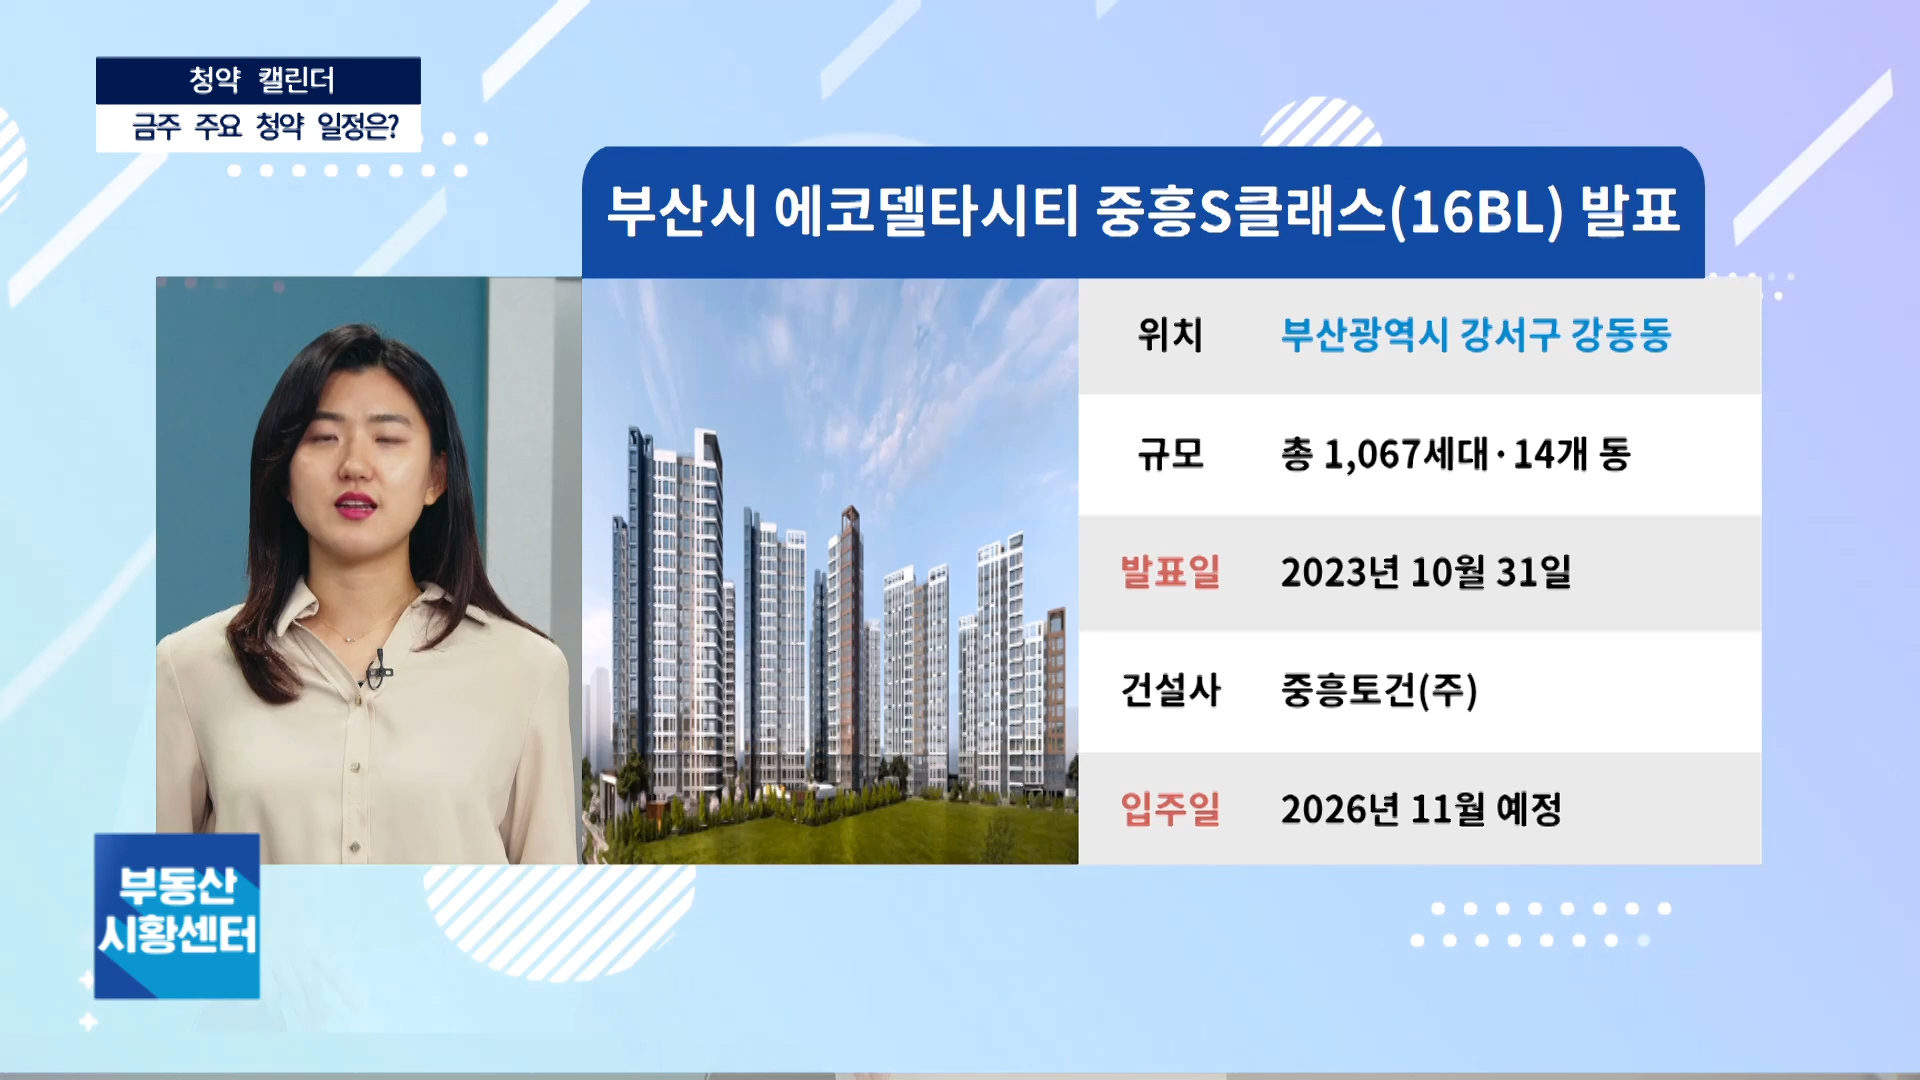 청약 캘린더
금주 주요 청약 일정은?
부산시 에코델타시티 중흥S클래스(16BL) 발표
위치 부산광역시 강서구 강동동
규모 총 1,067세대·14개 동
발표일 2023년 10월 31일
건설사 중흥토건(주)
입주일 2026년 11월 예정
부동산
시황센터